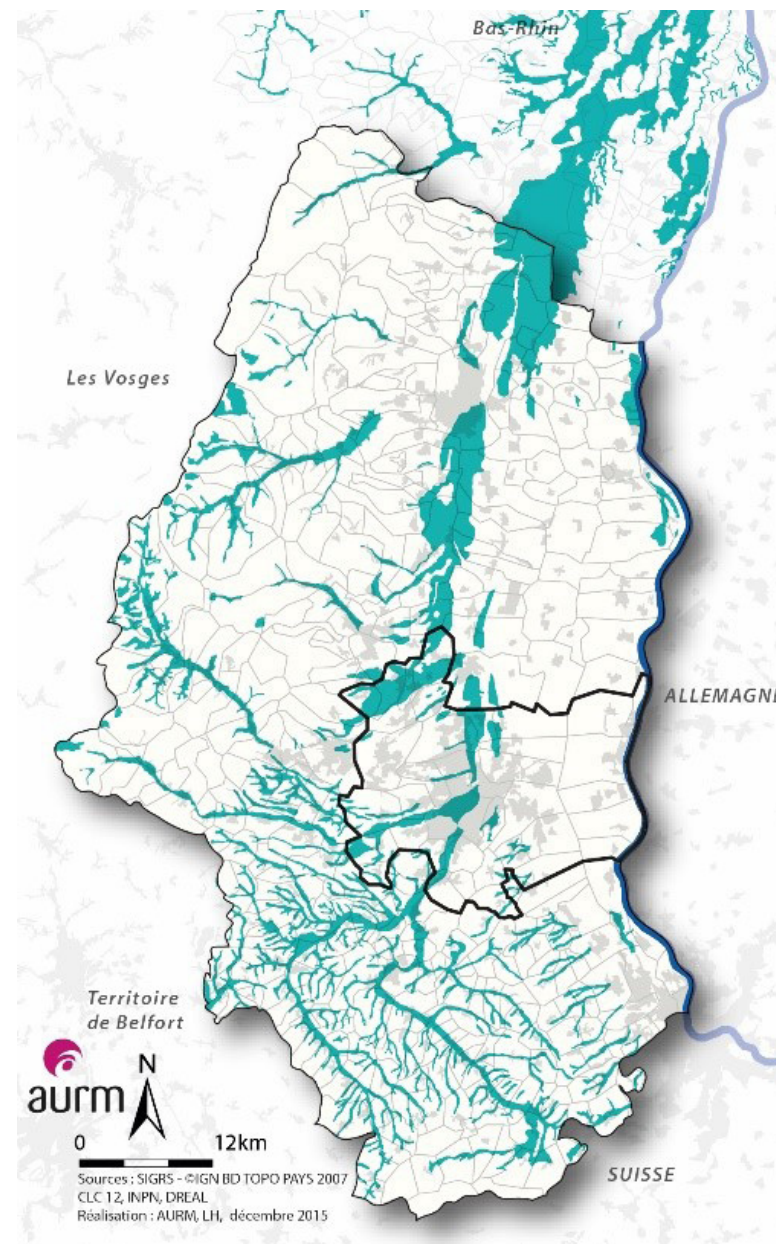 Bas-Rhin
Les Vosges
ALLEMAGNE
Territoire
de Belfort
aurm
N
0 12km
Sources : SIGRS - ©IGN BD TOPO PAYS 2007
CLC 12, INPN, DREAL
Réalisation : AURM, LH, décembre 2015
SUISSE